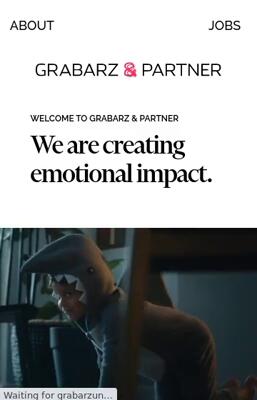 ABOUT JOBS
GRABARZ & PARTNER
WELCOME TO GRABARZ & PARTNER
We are creating
emotional impact.
Waiting for grabarzun...